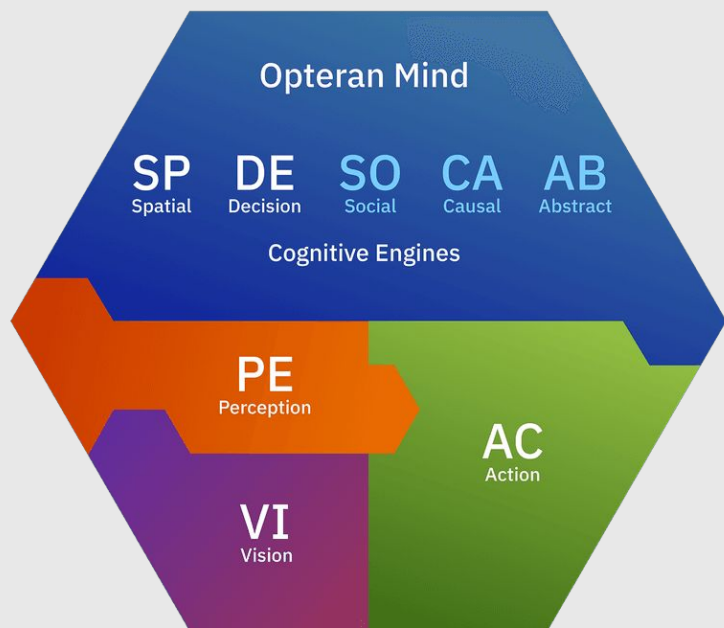 Opteran Mind
SP DE SO CA AB
Spatial Decision Social Causal Abstract
Cognitive Engines
PE
Perception
AC
Action
VI
Vision